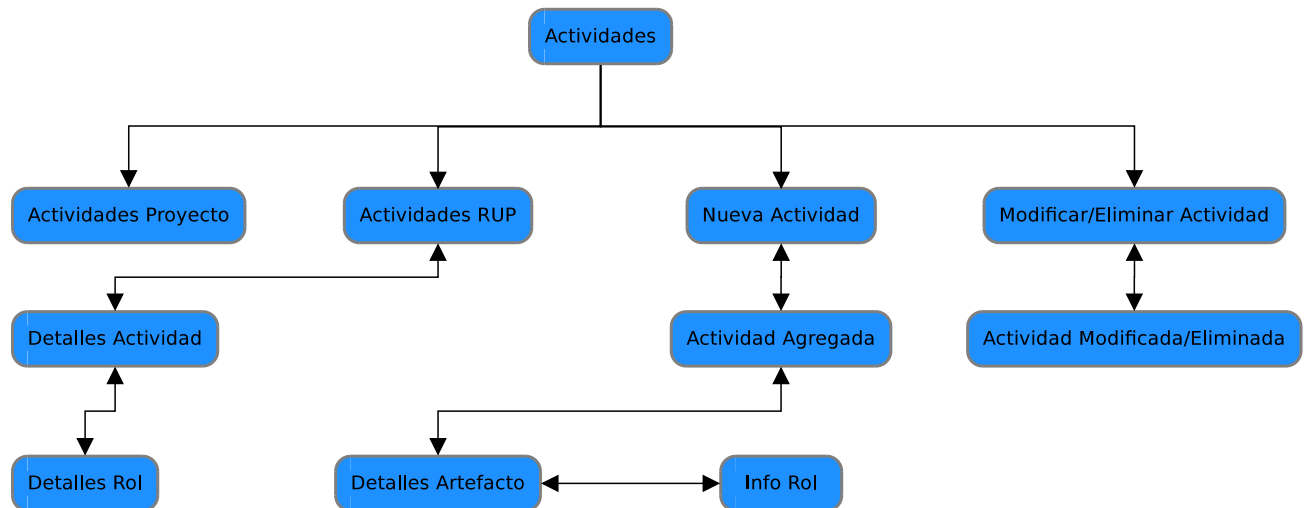 Actividades
Actividades Proyecto
Actividades RUP
Nueva Actividad
Modificar/Eliminar Actividad
Detalles Actividad
Actividad Agregada
Actividad Modificada/Eliminada
Detalles Rol
Detalles Artefacto
Info Rol